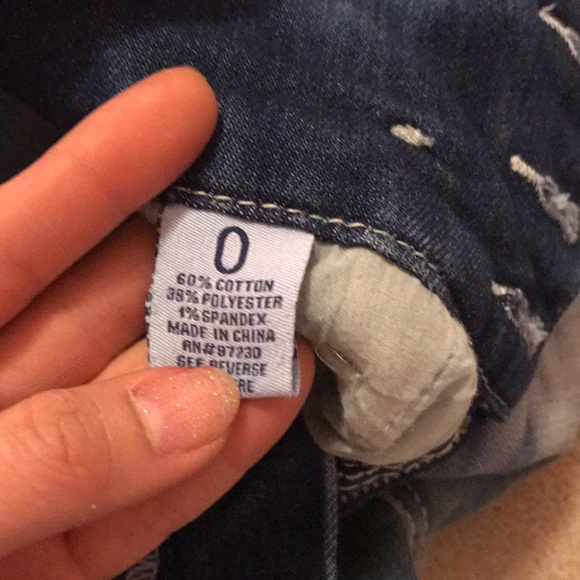 0
60% COTTON
39% POLYESTER
1% SPANDEX
MADE IN CHINA
RN#97230
SEE REVERSE